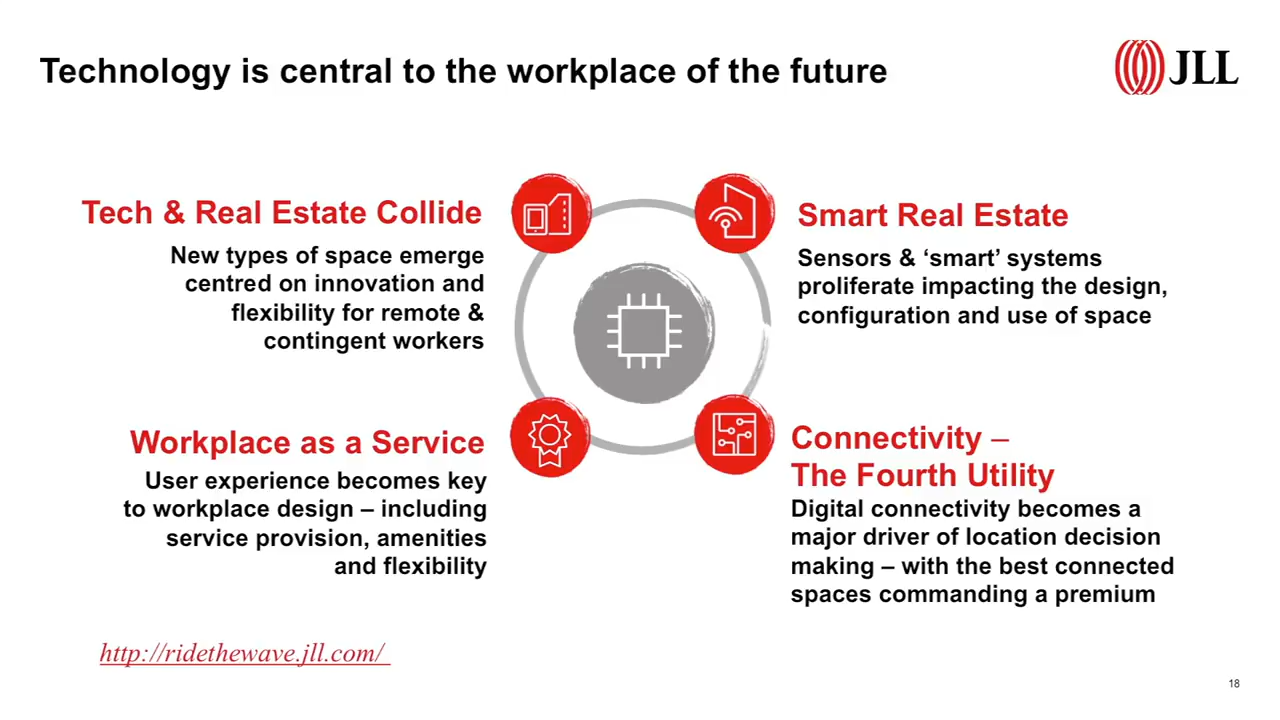 Technology is central to the workplace of the future
JLL
Tech & Real Estate Collide
New types of space emerge
centred on innovation and
flexibility for remote &
contingent workers
Smart Real Estate
Sensors & ‘smart’ systems
proliferate impacting the design,
configuration and use of space
Workplace as a Service
User experience becomes key
to workplace design – including
service provision, amenities
and flexibility
Connectivity –
The Fourth Utility
Digital connectivity becomes a
major driver of location decision
making – with the best connected
spaces commanding a premium
http://ridethewave.jll.com/
18